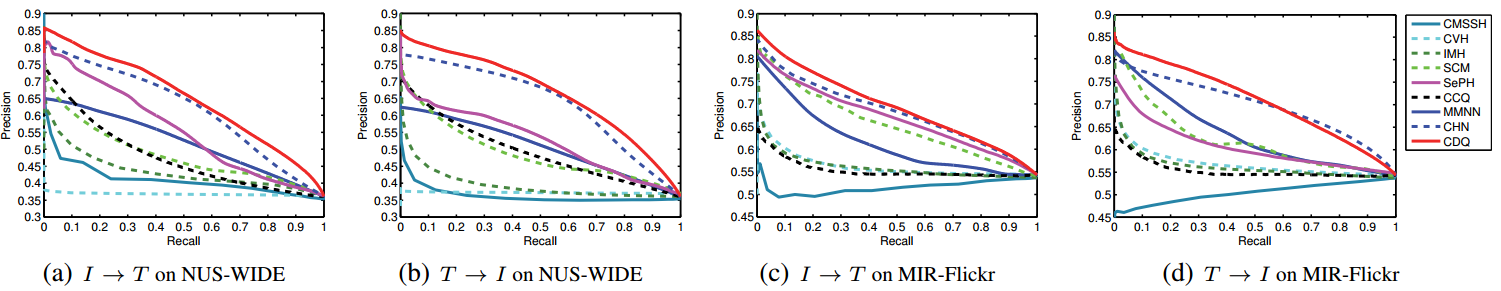 0.9
0.85
0.8
0.75
0.7
0.65
0.6
0.55
0.5
0.45
0.4
0.35
0.3
Precision
0 0.1 0.2 0.3 0.4 0.5 0.6 0.7 0.8 0.9 1
Recall
(a) I → T on NUS-WIDE
0.9
0.85
0.8
0.75
0.7
0.65
0.6
0.55
0.5
0.45
0.4
0.35
0.3
Precision
0 0.1 0.2 0.3 0.4 0.5 0.6 0.7 0.8 0.9 1
Recall
(b) T → I on NUS-WIDE
0.9
0.85
0.8
0.75
0.7
0.65
0.6
0.55
0.5
0.45
Precision
0 0.1 0.2 0.3 0.4 0.5 0.6 0.7 0.8 0.9 1
Recall
(c) I → T on MIR-Flickr
0.9
0.85
0.8
0.75
0.7
0.65
0.6
0.55
0.5
0.45
Precision
0 0.1 0.2 0.3 0.4 0.5 0.6 0.7 0.8 0.9 1
Recall
(d) T → I on MIR-Flickr
CMSSH
CVH
IMH
SCM
SePH
CCQ
MMNN
CHN
CDQ